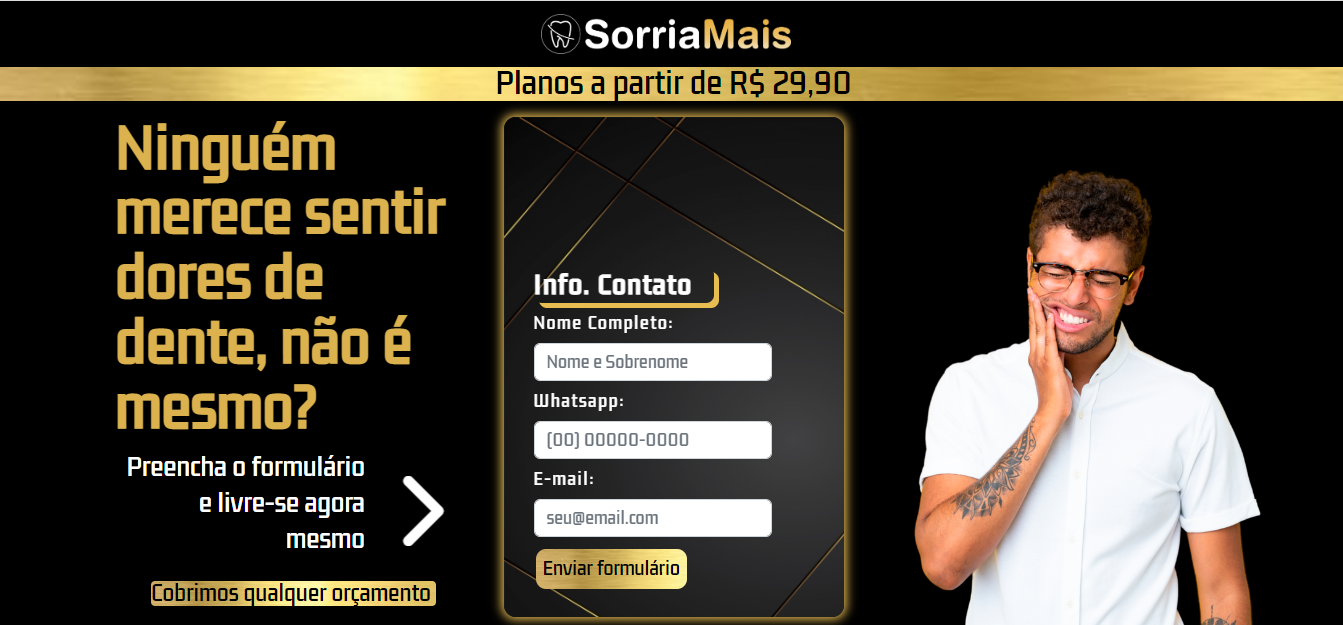 SorriaMais
Planos a partir de R$ 29,90
Ninguém
merece sentir
dores de
dente, não é
mesmo?
Preencha o formulário
e livre-se agora
mesmo
Cobrimos qualquer orçamento
Info. Contato
Nome Completo:
Nome e Sobrenome
Whatsapp:
(00) 00000-0000
E-mail:
seu@email.com
Enviar formulário